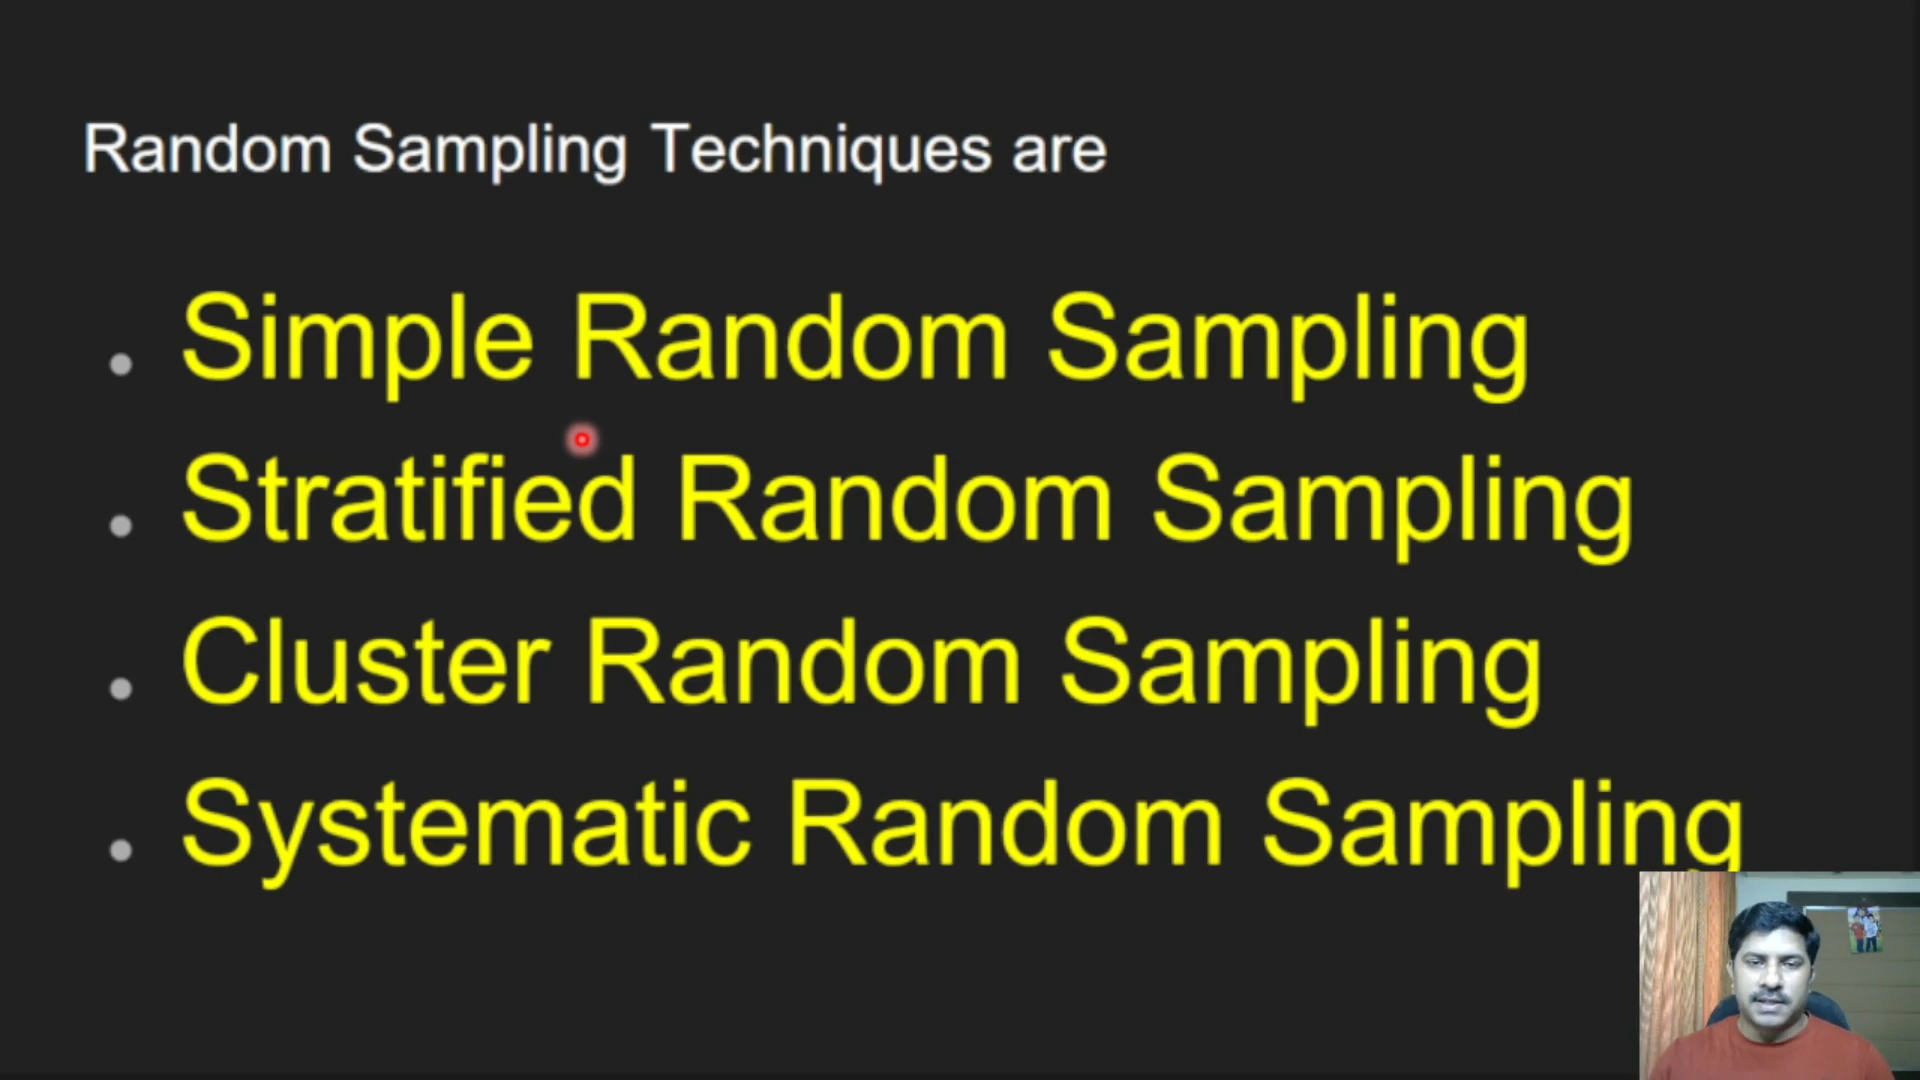 Random Sampling Techniques are
Simple Random Sampling
Stratified Random Sampling
Cluster Random Sampling
Systematic Random Sampling